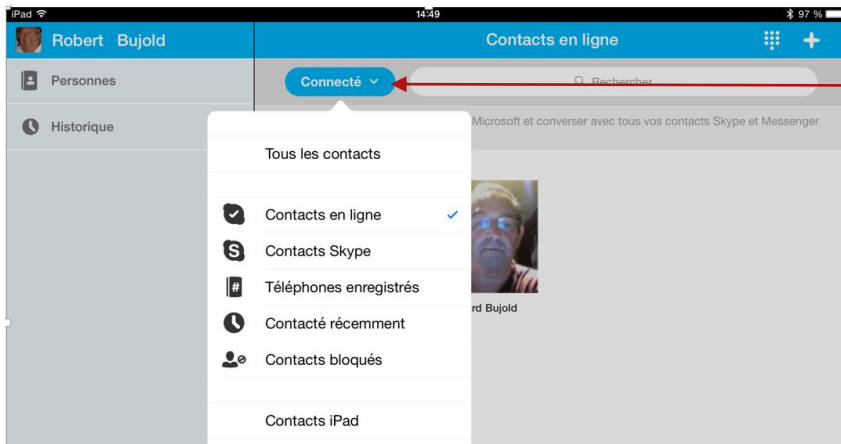 iPad 14:49 97 %
Robert Bujold Contacts en ligne
Personnes
Connecté Rechercher
Historique
Microsoft et converser avec tous vos contacts Skype et Messenger
Tous les contacts
Contacts en ligne
Contacts Skype
Téléphones enregistrés
rd Bujold
Contacté récemment
Contacts bloqués
Contacts iPad